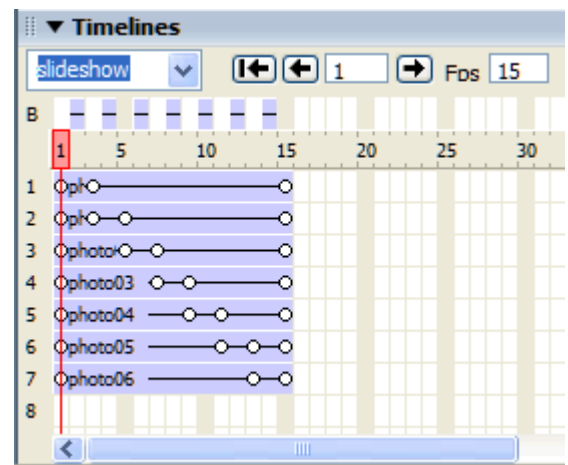 Timelines
slideshow 1 Fps 15
B
1 5 10 15 20 25 30
1 ph
2 ph
3 photo
4 photo03
5 photo04
6 photo05
7 photo06
8